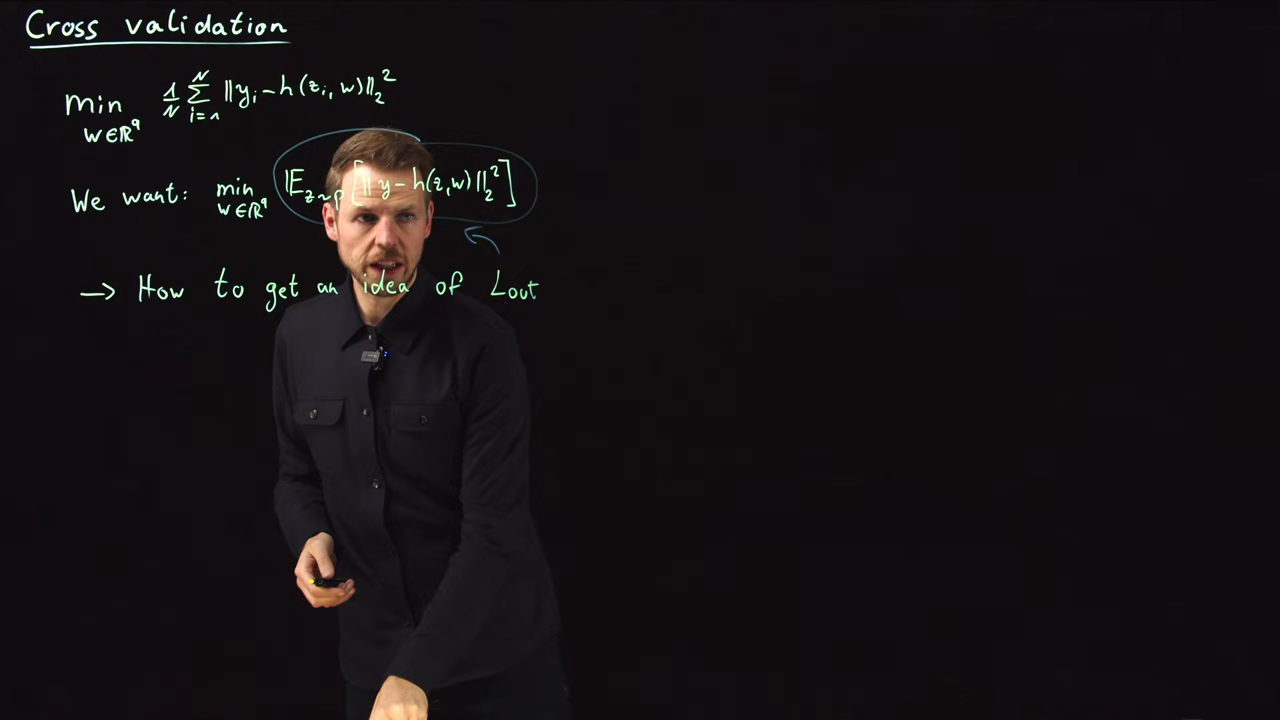 Cross validation
min w∈ℝ^q 1/N Σ_{i=1}^N ‖y_i − h(z_i, w)‖_2^2
We want: min w∈ℝ^q 𝔼_{z∼p}[‖y − h(z,w)‖_2^2]
→ How to get an idea of L_out